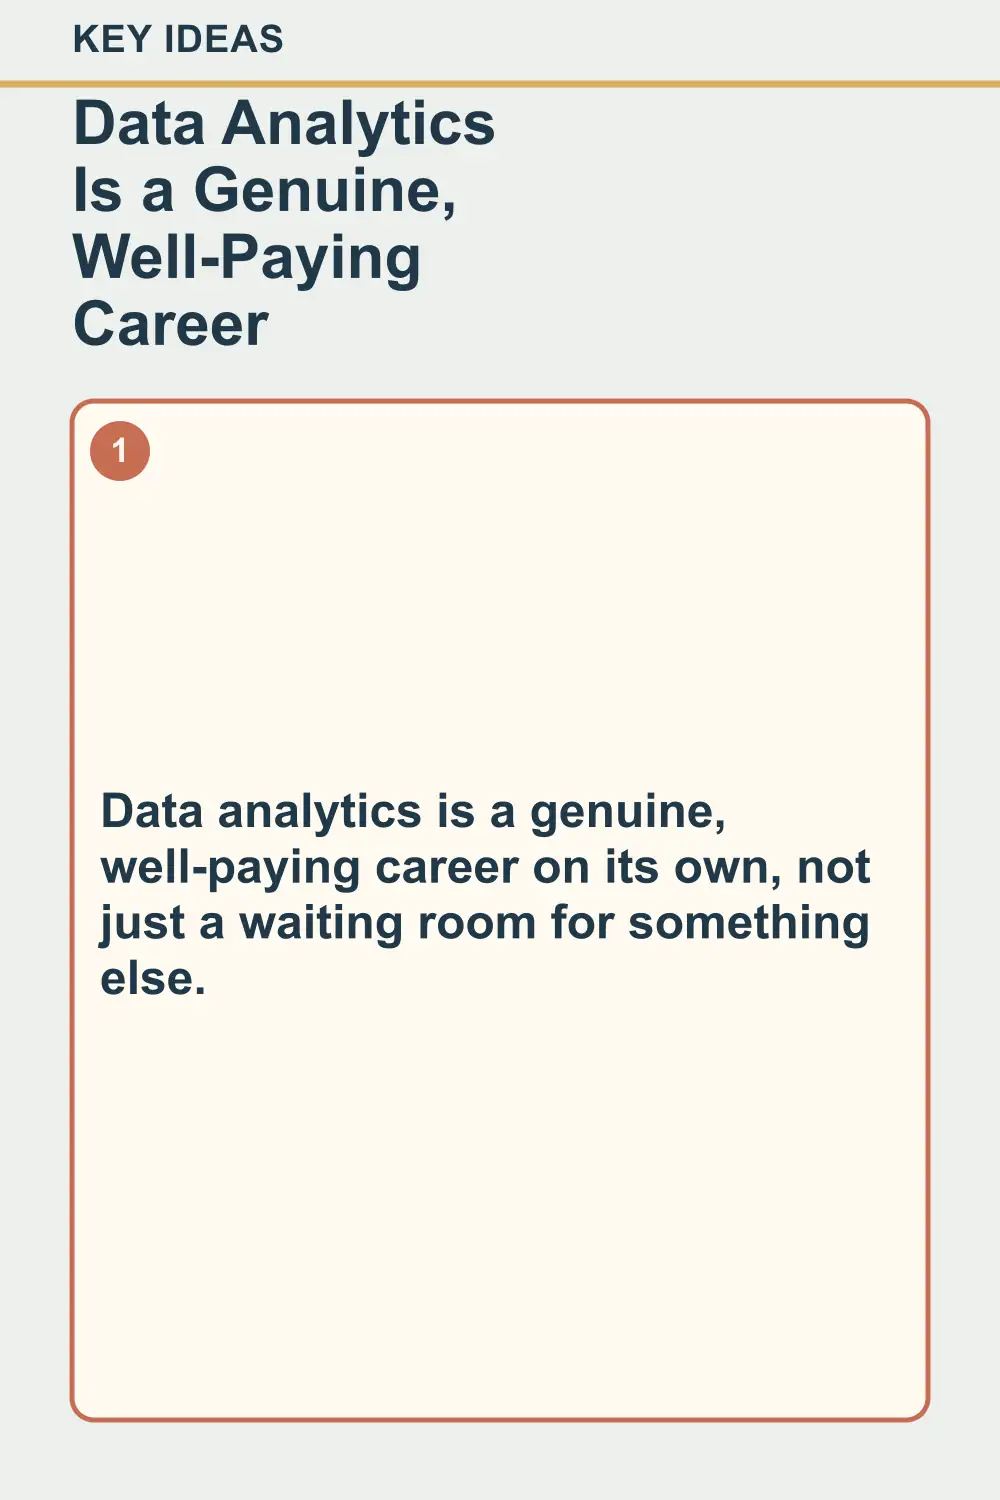 KEY IDEAS
Data Analytics
Is a Genuine,
Well-Paying
Career
1
Data analytics is a genuine,
well-paying career on its own, not
just a waiting room for something
else.